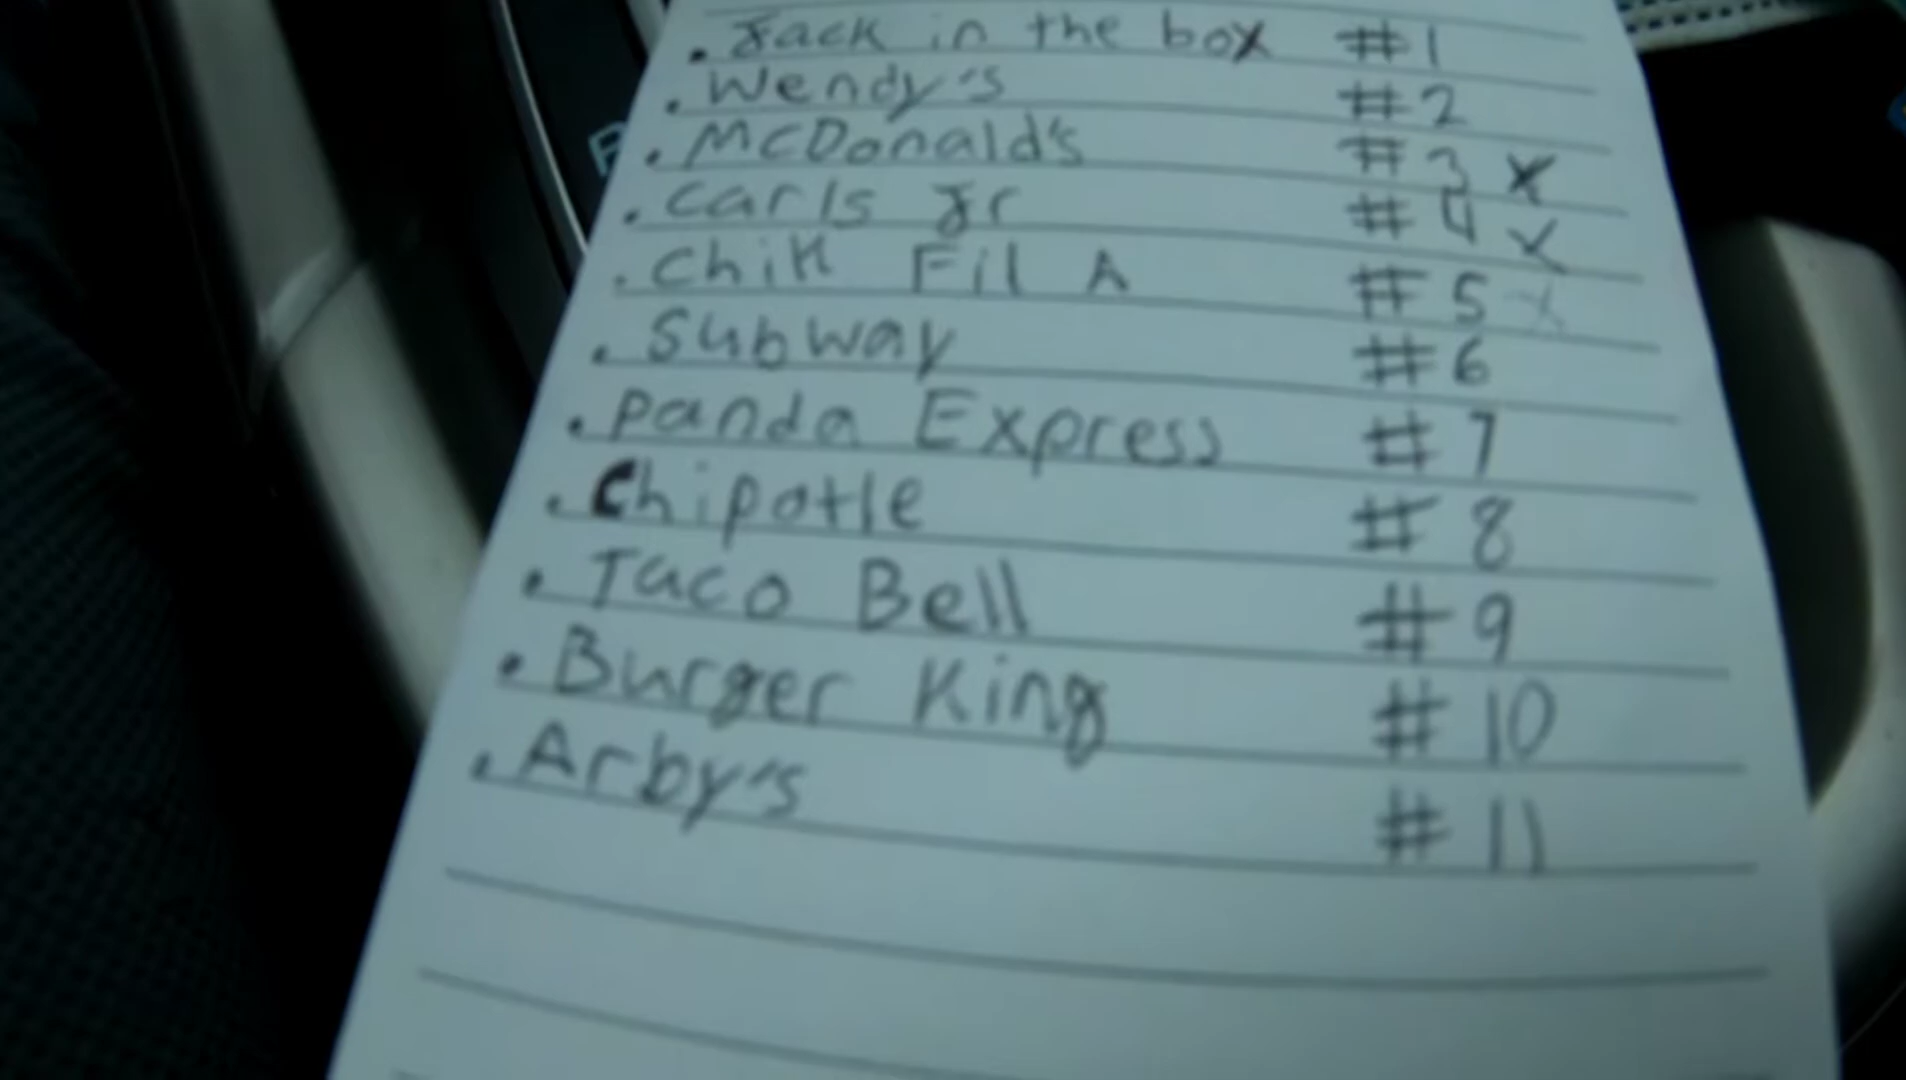 . Jack in the box #1
. Wendy's #2
. McDonald's #3 x
. Carls Jr #4 x
. Chik Fil A #5 x
. Subway #6
. Panda Express #7
. Chipotle #8
. Taco Bell #9
. Burger King #10
. Arby's #11